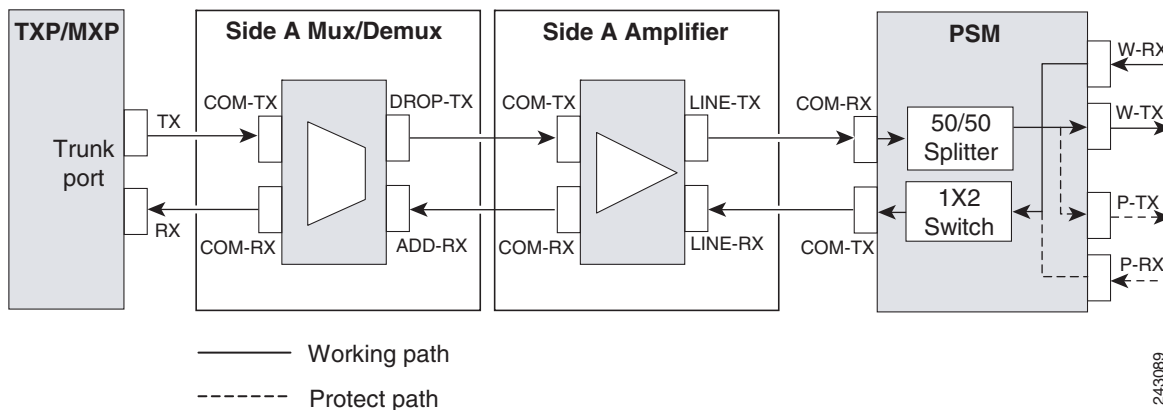 TXP/MXP
Trunk
port
TX
RX
Side A Mux/Demux
COM-TX
DROP-TX
COM-RX
ADD-RX
Side A Amplifier
COM-TX
LINE-TX
COM-RX
LINE-RX
PSM
COM-RX
COM-TX
50/50
Splitter
1X2
Switch
W-RX
W-TX
P-TX
P-RX
Working path
Protect path
243089